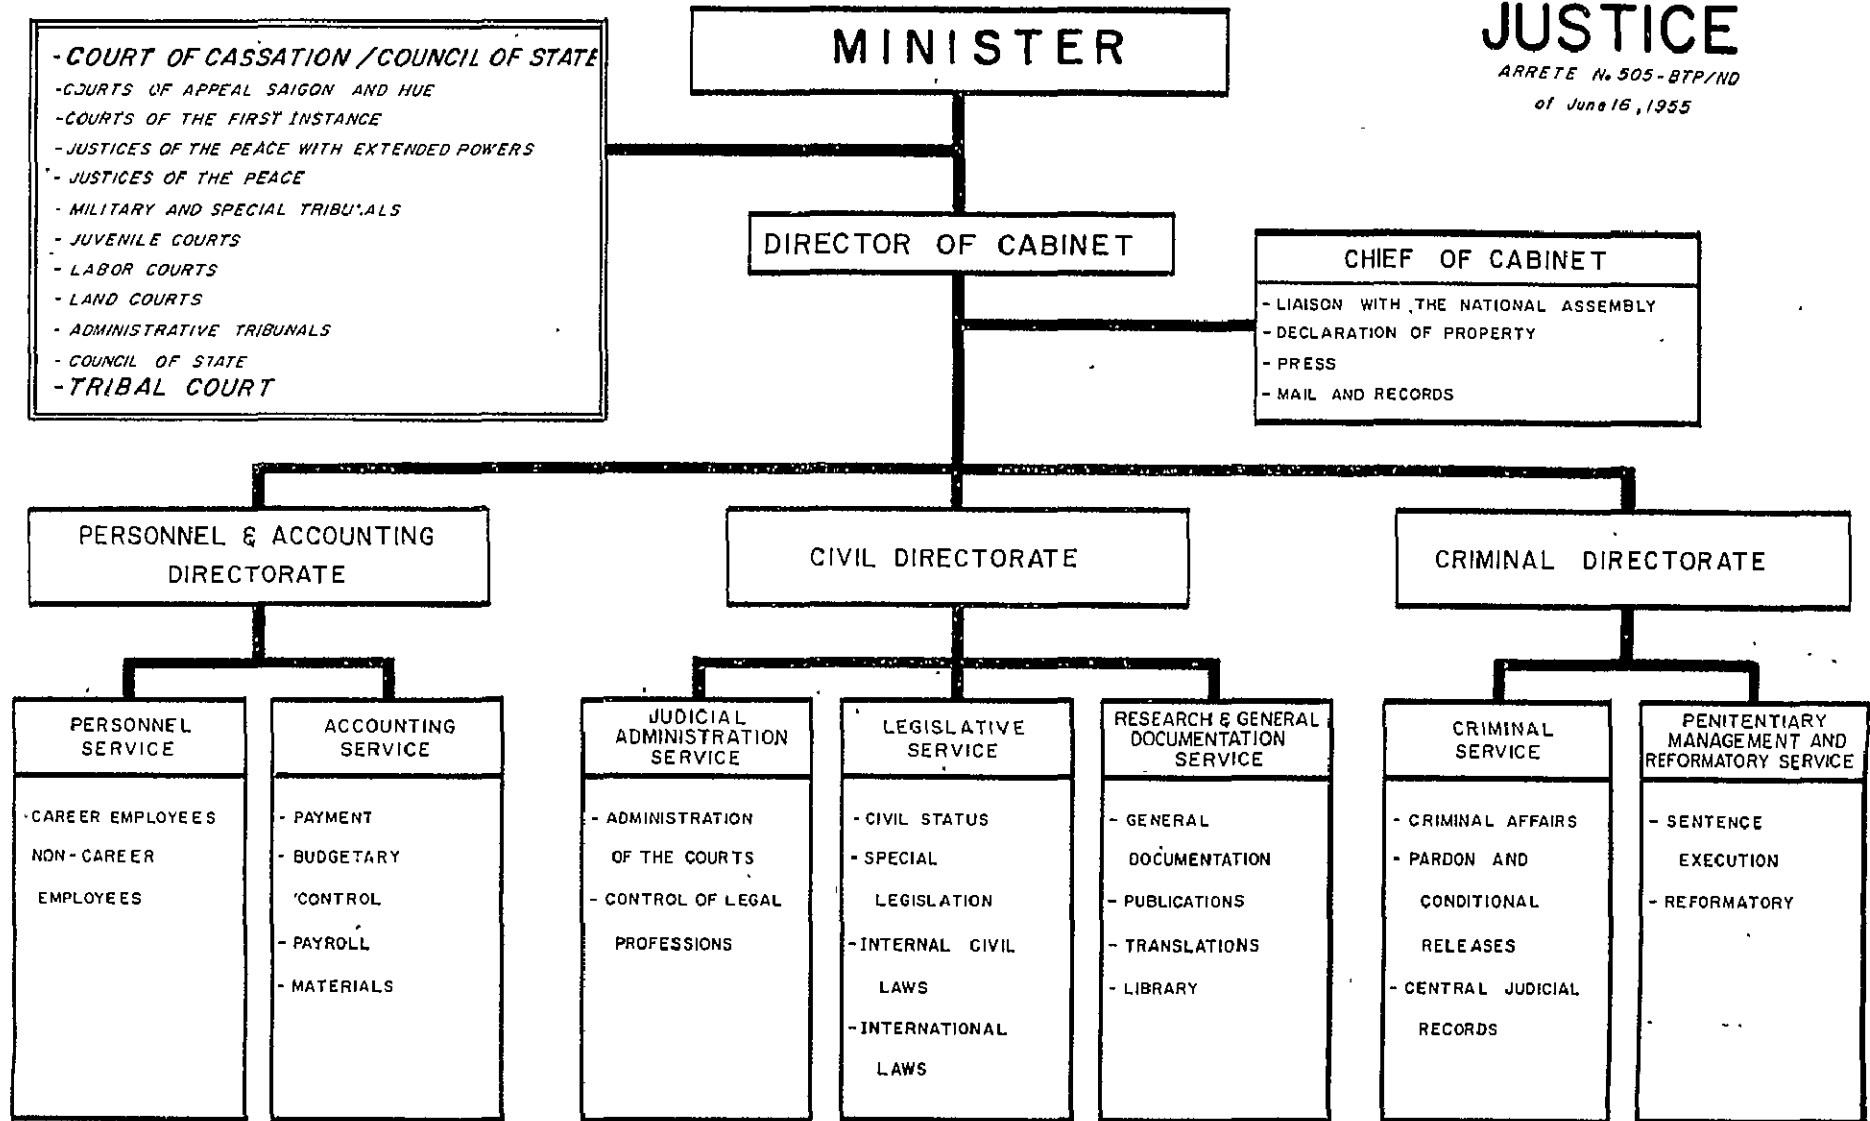 JUSTICE
ARRETE No 505-BTP/ND
of June 16, 1955
MINISTER
- COURT OF CASSATION / COUNCIL OF STATE
- COURTS OF APPEAL SAIGON AND HUE
- COURTS OF THE FIRST INSTANCE
- JUSTICES OF THE PEACE WITH EXTENDED POWERS
- JUSTICES OF THE PEACE
- MILITARY AND SPECIAL TRIBUNALS
- JUVENILE COURTS
- LABOR COURTS
- LAND COURTS
- ADMINISTRATIVE TRIBUNALS
- COUNCIL OF STATE
- TRIBAL COURT
DIRECTOR OF CABINET
CHIEF OF CABINET
- LIAISON WITH THE NATIONAL ASSEMBLY
- DECLARATION OF PROPERTY
- PRESS
- MAIL AND RECORDS
PERSONNEL & ACCOUNTING
DIRECTORATE
CIVIL DIRECTORATE
CRIMINAL DIRECTORATE
PERSONNEL
SERVICE
- CAREER EMPLOYEES
NON-CAREER
EMPLOYEES
ACCOUNTING
SERVICE
- PAYMENT
- BUDGETARY
CONTROL
- PAYROLL
- MATERIALS
JUDICIAL
ADMINISTRATION
SERVICE
- ADMINISTRATION
OF THE COURTS
- CONTROL OF LEGAL
PROFESSIONS
LEGISLATIVE
SERVICE
- CIVIL STATUS
- SPECIAL
LEGISLATION
- INTERNAL CIVIL
LAWS
- INTERNATIONAL
LAWS
RESEARCH & GENERAL
DOCUMENTATION
SERVICE
- GENERAL
DOCUMENTATION
- PUBLICATIONS
- TRANSLATIONS
- LIBRARY
CRIMINAL
SERVICE
- CRIMINAL AFFAIRS
- PARDON AND
CONDITIONAL
RELEASES
- CENTRAL JUDICIAL
RECORDS
PENITENTIARY
MANAGEMENT AND
REFORMATORY SERVICE
- SENTENCE
EXECUTION
- REFORMATORY